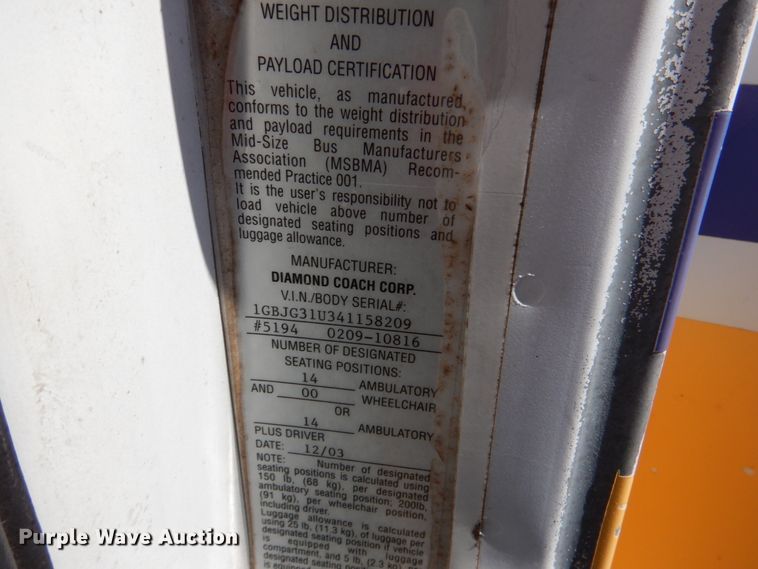 WEIGHT DISTRIBUTION
AND
PAYLOAD CERTIFICATION
This vehicle, as manufactured,
conforms to the weight distribution
and payload requirements in the
Mid-Size Bus Manufacturers
Association (MSBMA) Recom-
mended Practice 001.
It is the user's responsibility not to
load vehicle above number of
designated seating positions and
luggage allowance.
MANUFACTURER:
DIAMOND COACH CORP.
V.I.N./BODY SERIAL#:
1GBJG31U341158209
#5194 0209-10816
NUMBER OF DESIGNATED
SEATING POSITIONS:
14 AMBULATORY
AND 00 WHEELCHAIR
OR
14 AMBULATORY
PLUS DRIVER
DATE: 12/03
NOTE: Number of designated
seating positions is calculated using
150 lb, (68 kg), per designated
ambulatory seating position; 200lb,
(91 kg), per wheelchair position,
including driver.
Luggage allowance is calculated
using 25 lb, (11.3 kg), of luggage per
designated seating position if vehicle
is equipped with luggage
compartment, and 5 lb, (2.3 kg),
designated seating
Purple Wave Auction